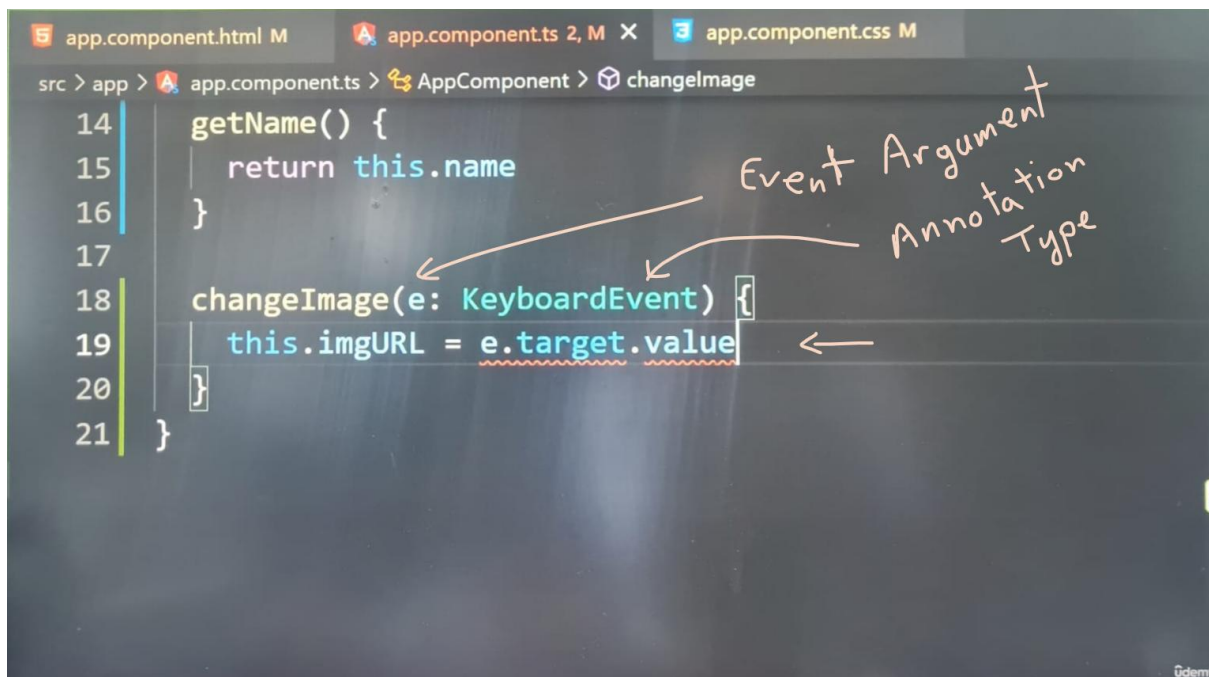 app.component.html M
app.component.ts 2, M
app.component.css M
src > app > app.component.ts > AppComponent > changeImage
14 getName() {
15 return this.name
16 }
17
18 changeImage(e: KeyboardEvent) {
19 this.imgURL = e.target.value
20 }
21 }
Event Argument
Annotation
Type
ûdemy